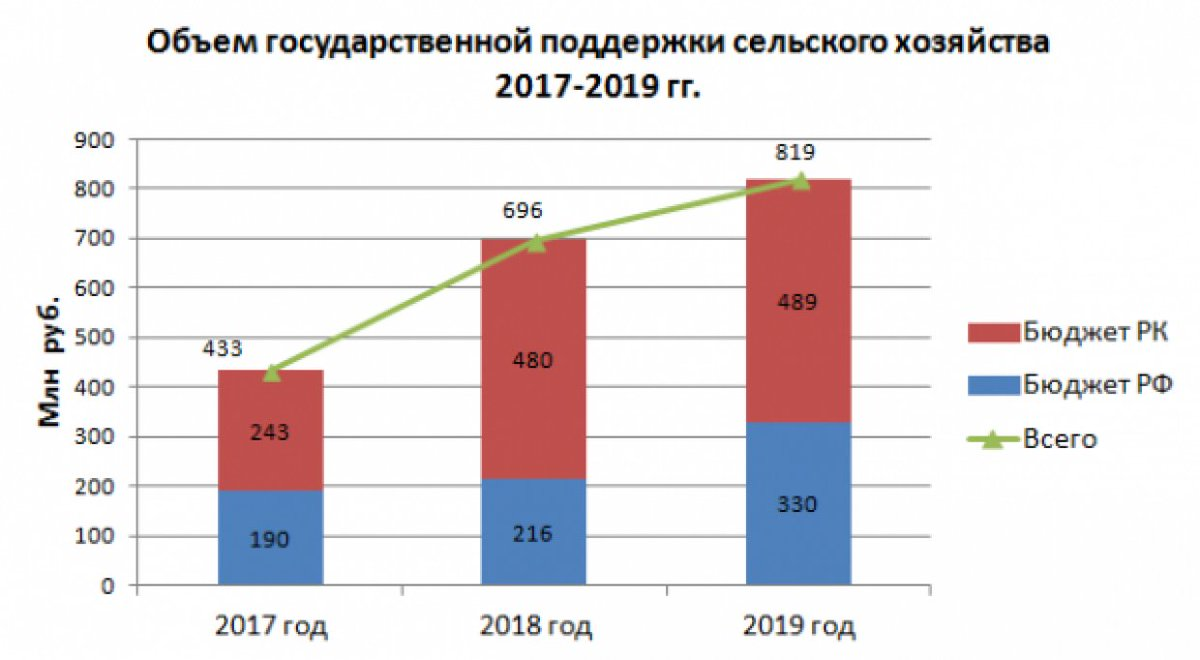 Объем государственной поддержки сельского хозяйства
2017-2019 гг.
900
800
700
600
500
400
300
200
100
0
Млн руб.
433
243
190
696
480
216
819
489
330
2017 год
2018 год
2019 год
Бюджет РК
Бюджет РФ
Всего